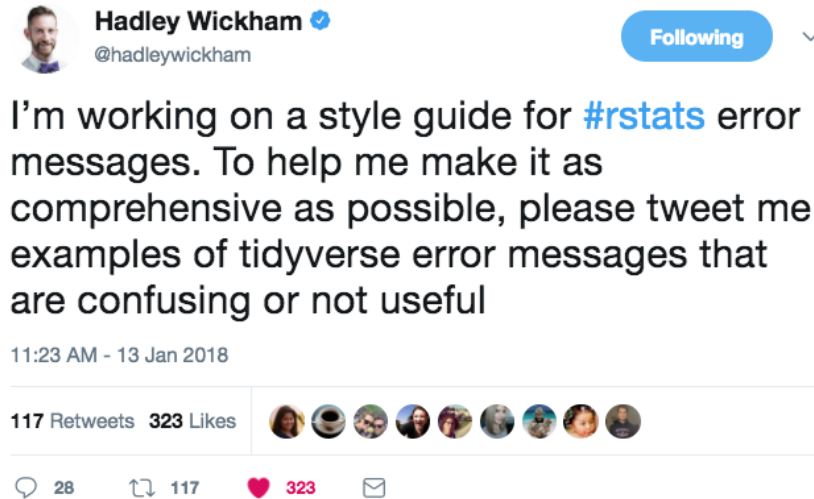 Hadley Wickham
@hadleywickham
Following
I'm working on a style guide for #rstats error
messages. To help me make it as
comprehensive as possible, please tweet me
examples of tidyverse error messages that
are confusing or not useful
11:23 AM - 13 Jan 2018
117 Retweets 323 Likes
28 117 323